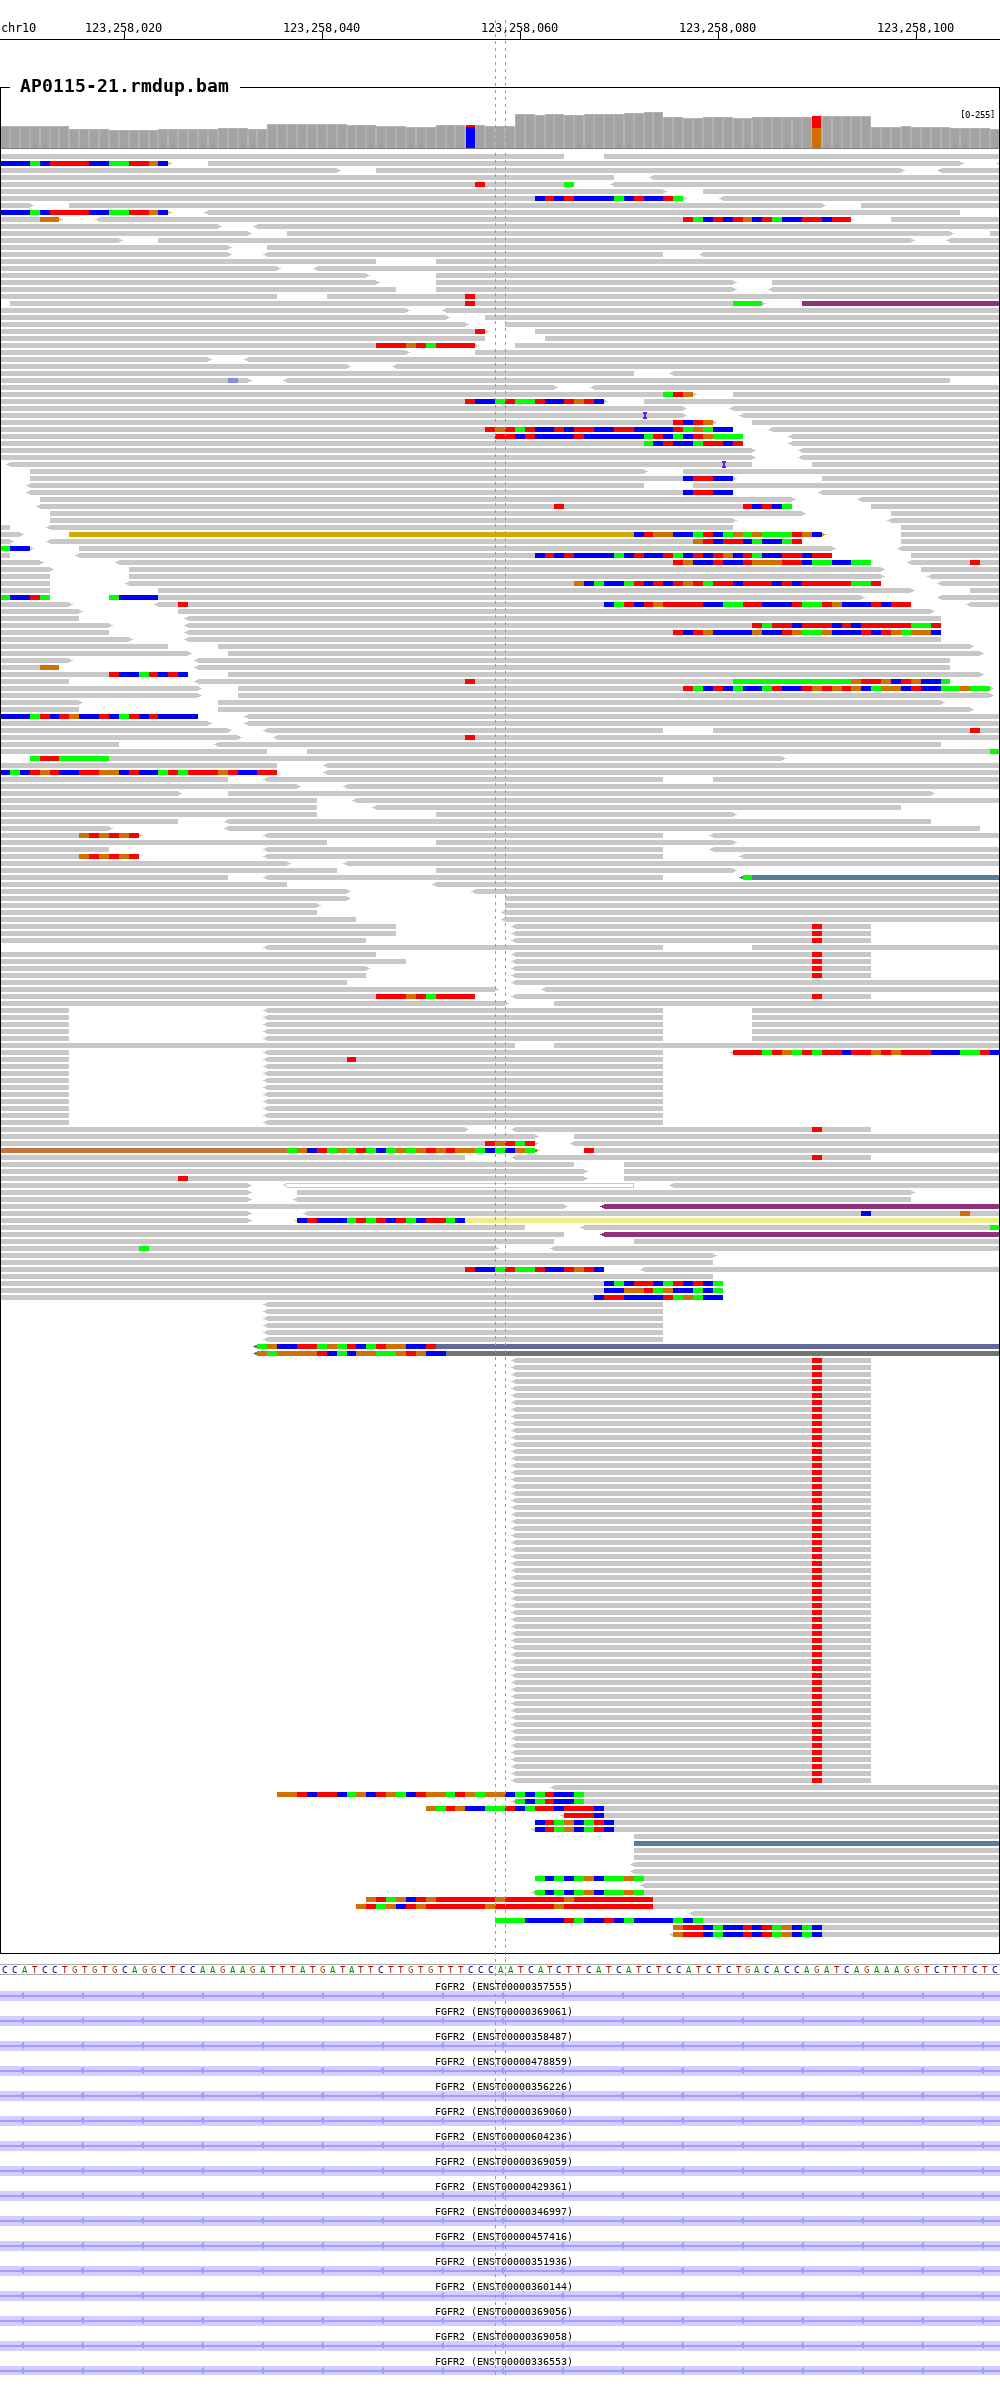 chr10 123,258,020 123,258,040 123,258,060 123,258,080 123,258,100
AP0115-21.rmdup.bam
[0-255]
CCATCCTGTGTGCAGGCTCCAAGAAGATTTATGATATTCTTGTGTTTCCCAATCATCTTCATCATCTCCATCTCTGACACCAGATCAGAAAGGTCTTTCTC
FGFR2 (ENST00000357555)
FGFR2 (ENST00000369061)
FGFR2 (ENST00000358487)
FGFR2 (ENST00000478859)
FGFR2 (ENST00000356226)
FGFR2 (ENST00000369060)
FGFR2 (ENST00000604236)
FGFR2 (ENST00000369059)
FGFR2 (ENST00000429361)
FGFR2 (ENST00000346997)
FGFR2 (ENST00000457416)
FGFR2 (ENST00000351936)
FGFR2 (ENST00000360144)
FGFR2 (ENST00000369056)
FGFR2 (ENST00000369058)
FGFR2 (ENST00000336553)